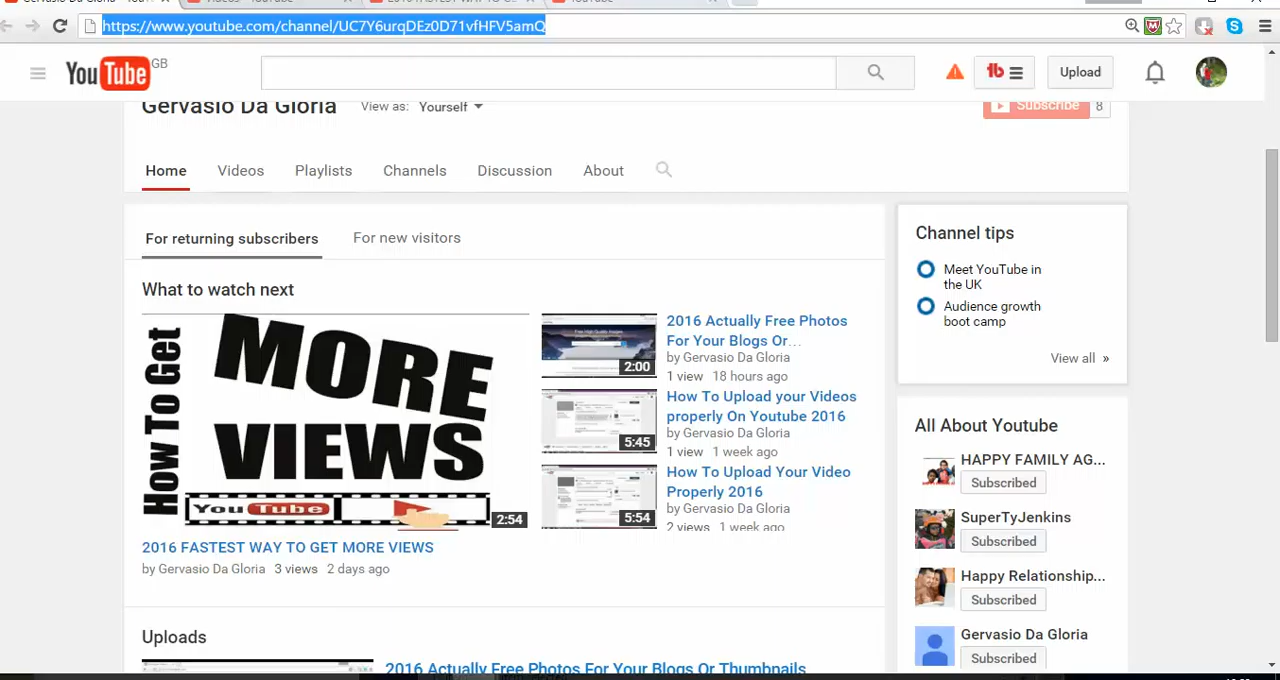 https://www.youtube.com/channel/UC7Y6urqDEz0D71vfHFV5amQ
YouTube GB
Upload
Gervasio Da Gloria View as: Yourself
Subscribe 8
Home Videos Playlists Channels Discussion About
For returning subscribers For new visitors
What to watch next
How To Get
MORE
VIEWS
YouTube
2:54
2016 FASTEST WAY TO GET MORE VIEWS
by Gervasio Da Gloria 3 views 2 days ago
2:00
2016 Actually Free Photos
For Your Blogs Or…
by Gervasio Da Gloria
1 view 18 hours ago
5:45
How To Upload your Videos
properly On Youtube 2016
by Gervasio Da Gloria
1 view 1 week ago
5:54
How To Upload Your Video
Properly 2016
by Gervasio Da Gloria
2 views 1 week ago
Uploads
2016 Actually Free Photos For Your Blogs Or Thumbnails
Channel tips
Meet YouTube in
the UK
Audience growth
boot camp
View all »
All About Youtube
HAPPY FAMILY AG...
Subscribed
SuperTyJenkins
Subscribed
Happy Relationship...
Subscribed
Gervasio Da Gloria
Subscribed